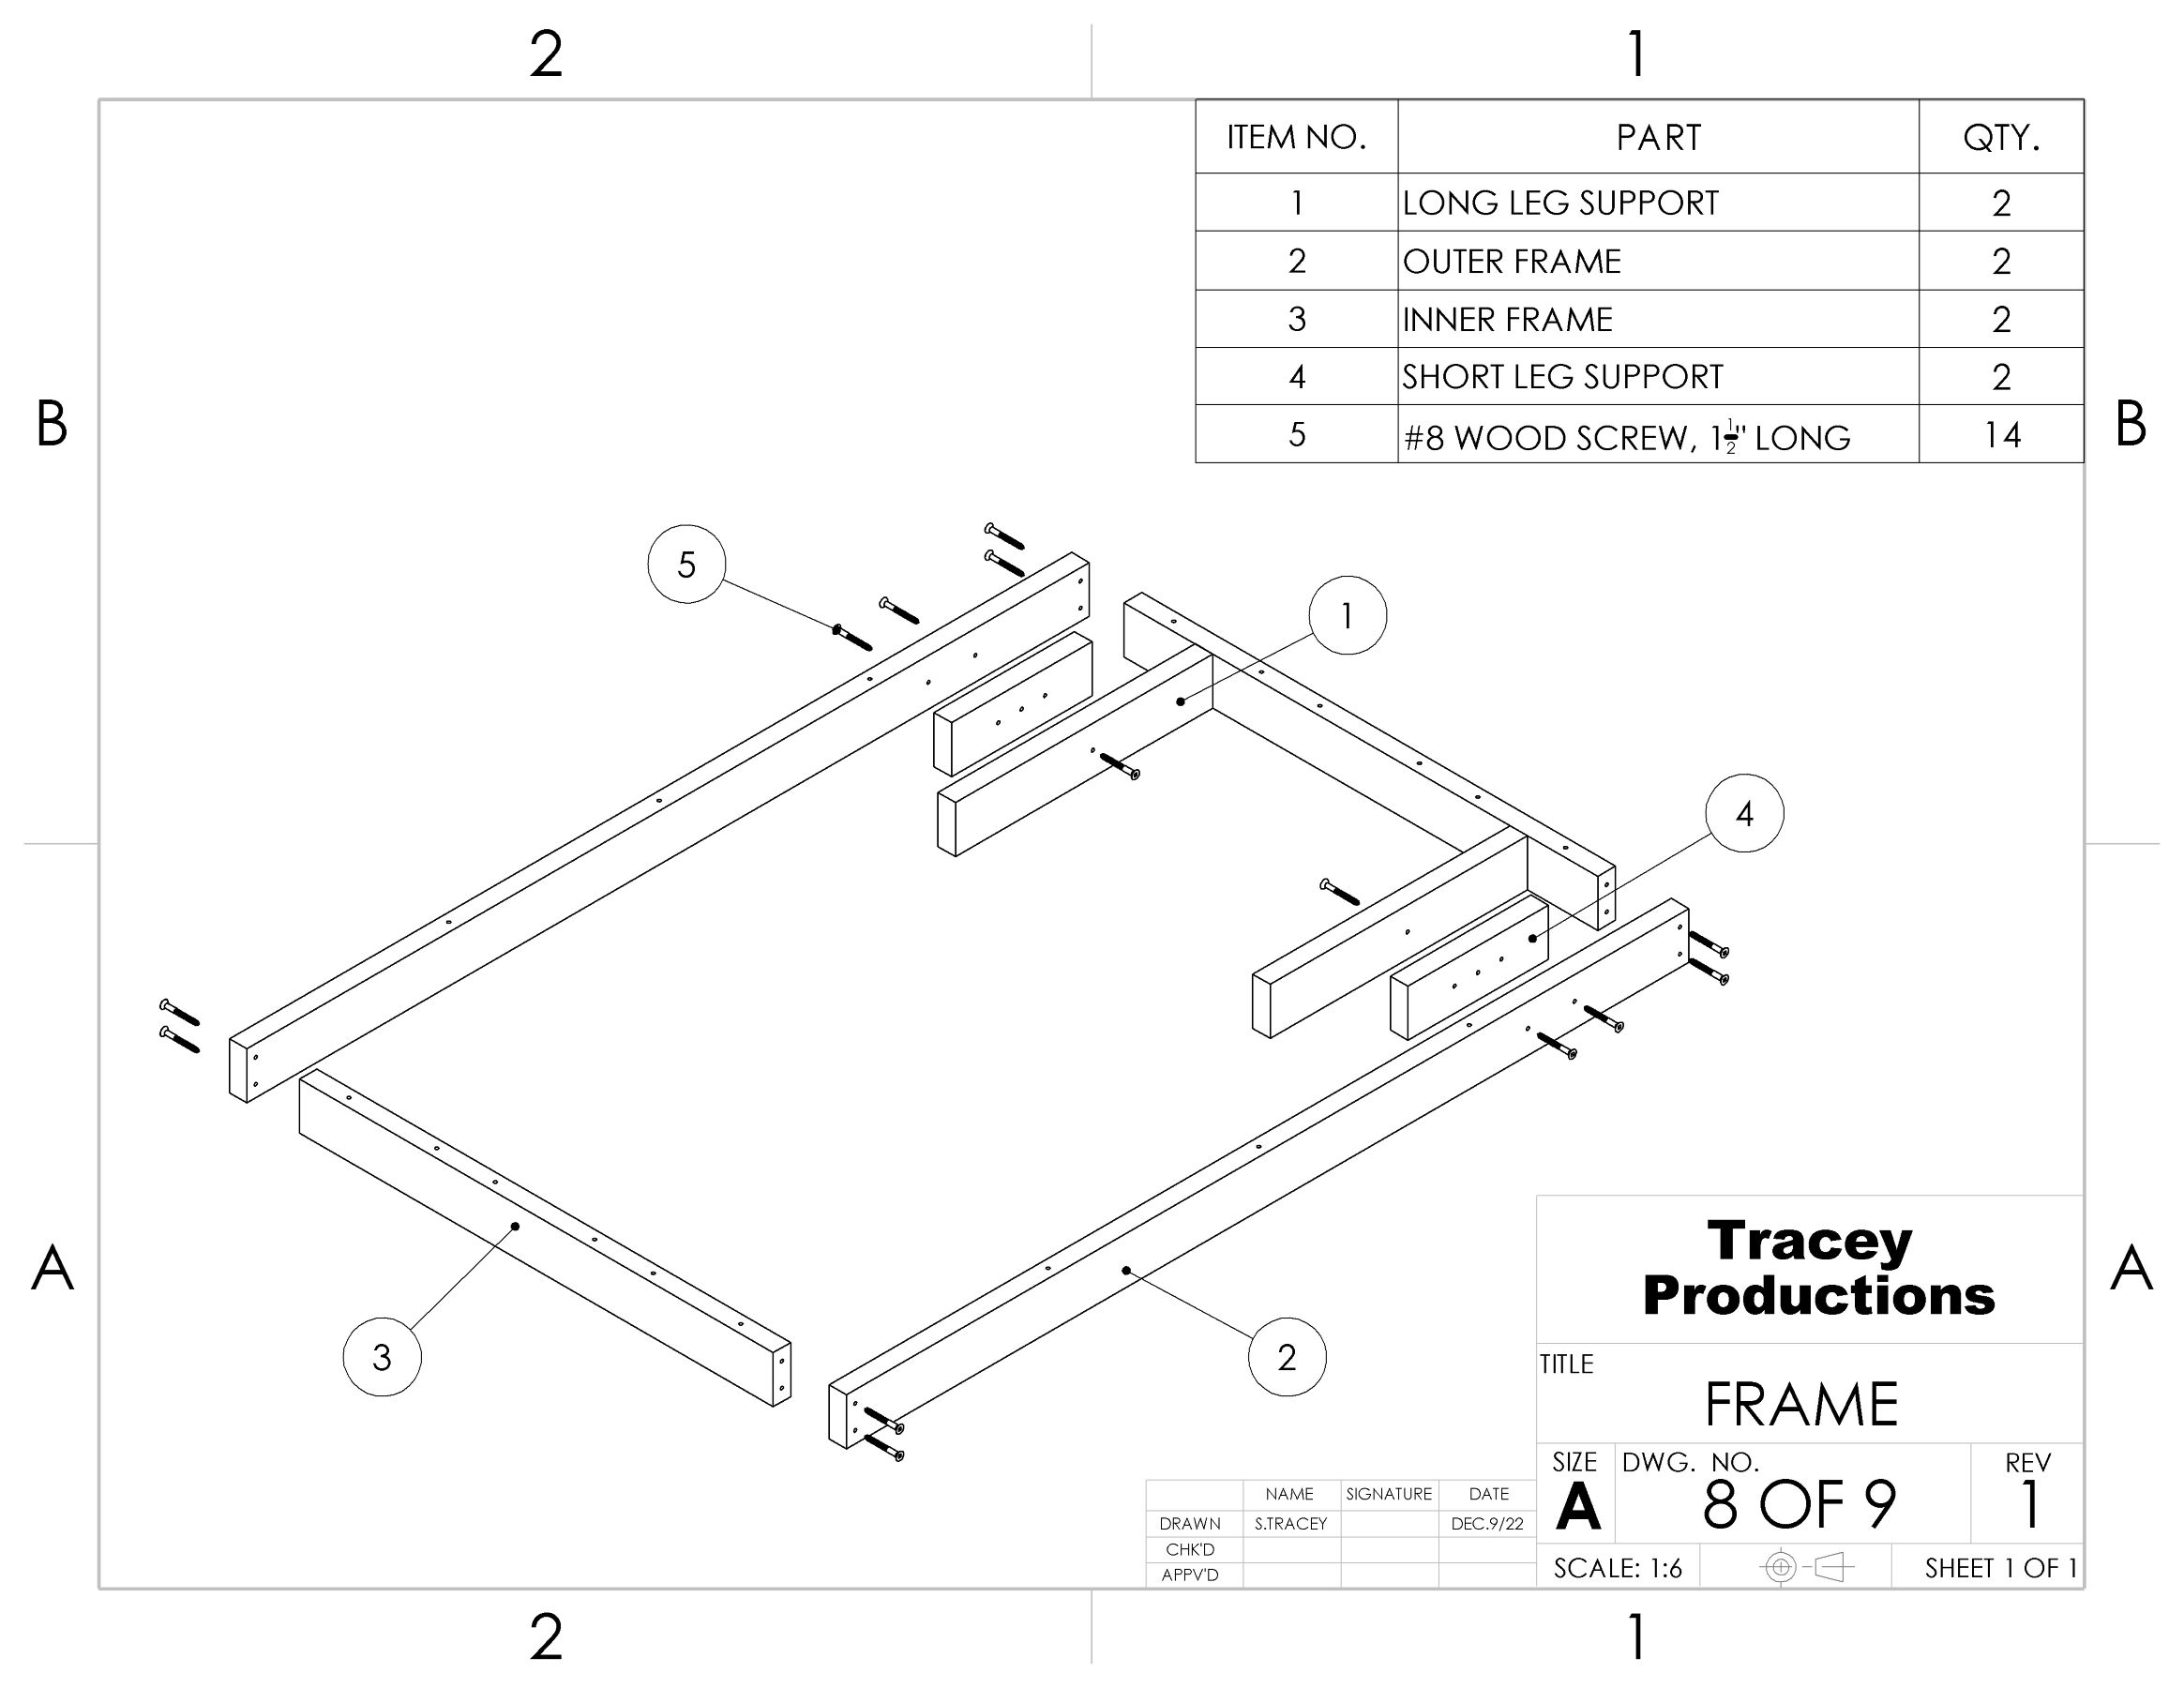 2 1
ITEM NO. PART QTY.
1 LONG LEG SUPPORT 2
2 OUTER FRAME 2
3 INNER FRAME 2
4 SHORT LEG SUPPORT 2
5 #8 WOOD SCREW, 1½" LONG 14
B B
5
1
4
A A
3
2
Tracey
Productions
TITLE
FRAME
SIZE DWG. NO. REV
A 8 OF 9 1
SCALE: 1:6 SHEET 1 OF 1
NAME SIGNATURE DATE
DRAWN S.TRACEY DEC.9/22
CHK'D
APPV'D
2 1